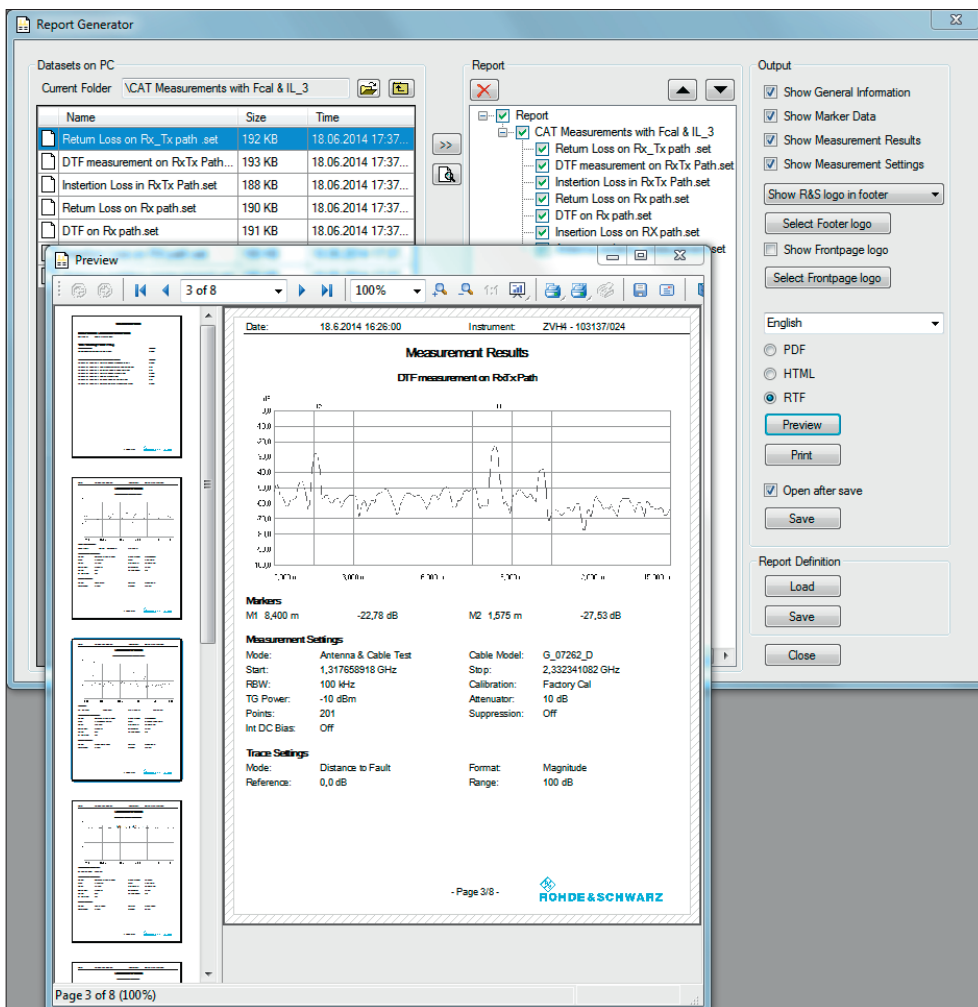 Report Generator
Datasets on PC
Current Folder \CAT Measurements with Fcal & IL_3
Name Size Time
Return Loss on Rx_Tx path .set 192 KB 18.06.2014 17:37...
DTF measurement on RxTx Path... 193 KB 18.06.2014 17:37...
Instertion Loss in RxTx Path.set 188 KB 18.06.2014 17:37...
Return Loss on Rx path.set 190 KB 18.06.2014 17:37...
DTF on Rx path.set 191 KB 18.06.2014 17:37...
>>
Report
Report
CAT Measurements with Fcal & IL_3
Return Loss on Rx_Tx path .set
DTF measurement on RxTx Path.set
Instertion Loss in RxTx Path.set
Return Loss on Rx path.set
DTF on Rx path.set
Insertion Loss on RX path.set
Output
Show General Information
Show Marker Data
Show Measurement Results
Show Measurement Settings
Show R&S logo in footer
Select Footer logo
Show Frontpage logo
Select Frontpage logo
English
PDF
HTML
RTF
Preview
Print
Open after save
Save
Report Definition
Load
Save
Close
Preview
3 of 8 100% 1:1
Date: 18.6.2014 16:26:00 Instrument: ZVH4 - 103137/024
Measurement Results
DTF measurement on RxTx Path
Markers
M1 8,400 m -22,78 dB M2 1,575 m -27,53 dB
Measurement Settings
Mode: Antenna & Cable Test Cable Model: G_07262_D
Start: 1,317658918 GHz Stop: 2,332341082 GHz
RBW: 100 kHz Calibration: Factory Cal
TG Power: -10 dBm Attenuator: 10 dB
Points: 201 Suppression: Off
Int DC Bias: Off
Trace Settings
Mode: Distance to Fault Format: Magnitude
Reference: 0,0 dB Range: 100 dB
- Page 3/8 -
ROHDE & SCHWARZ
Page 3 of 8 (100%)